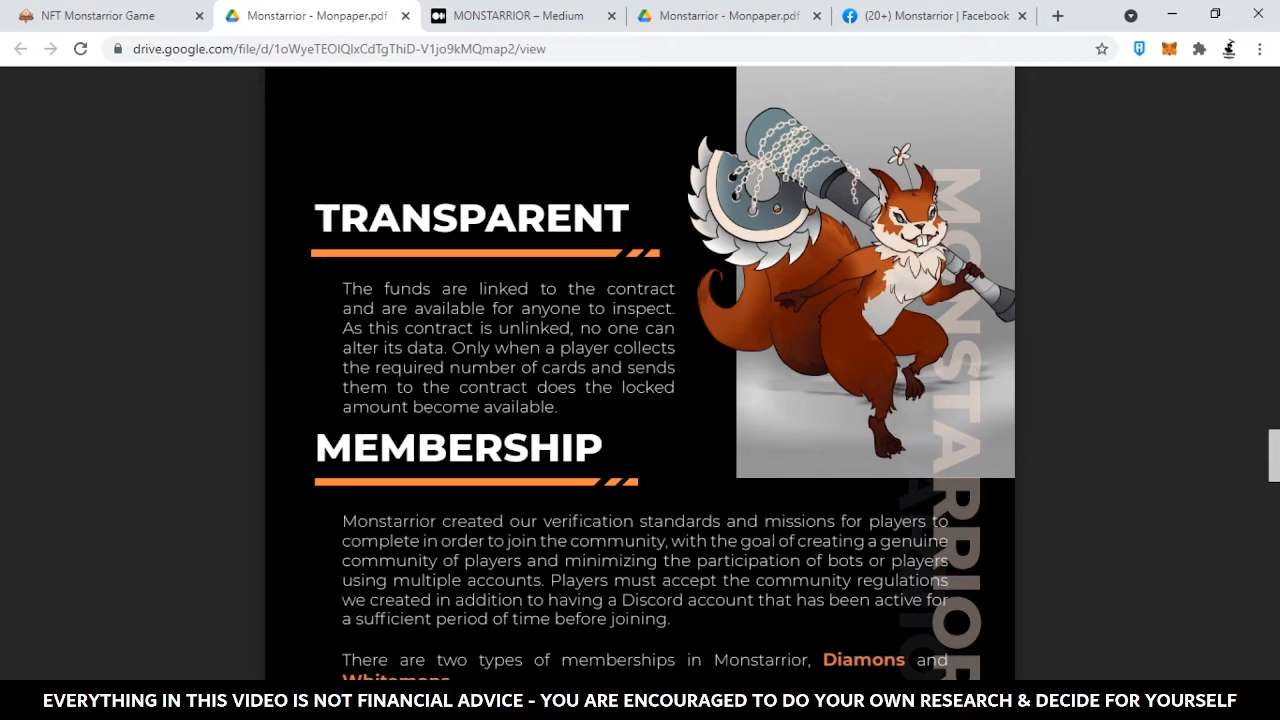 NFT Monstarrior Game
Monstarrior - Monpaper.pdf
MONSTARRIOR – Medium
Monstarrior - Monpaper.pdf
(20+) Monstarrior | Facebook
drive.google.com/file/d/1oWyeTEOIQIxCdTgThiD-V1jo9kMQmap2/view
TRANSPARENT
The funds are linked to the contract
and are available for anyone to inspect.
As this contract is unlinked, no one can
alter its data. Only when a player collects
the required number of cards and sends
them to the contract does the locked
amount become available.
MONSTARRIOR
MEMBERSHIP
Monstarrior created our verification standards and missions for players to
complete in order to join the community, with the goal of creating a genuine
community of players and minimizing the participation of bots or players
using multiple accounts. Players must accept the community regulations
we created in addition to having a Discord account that has been active for
a sufficient period of time before joining.
There are two types of memberships in Monstarrior, Diamons and
Whitemons
EVERYTHING IN THIS VIDEO IS NOT FINANCIAL ADVICE - YOU ARE ENCOURAGED TO DO YOUR OWN RESEARCH & DECIDE FOR YOURSELF